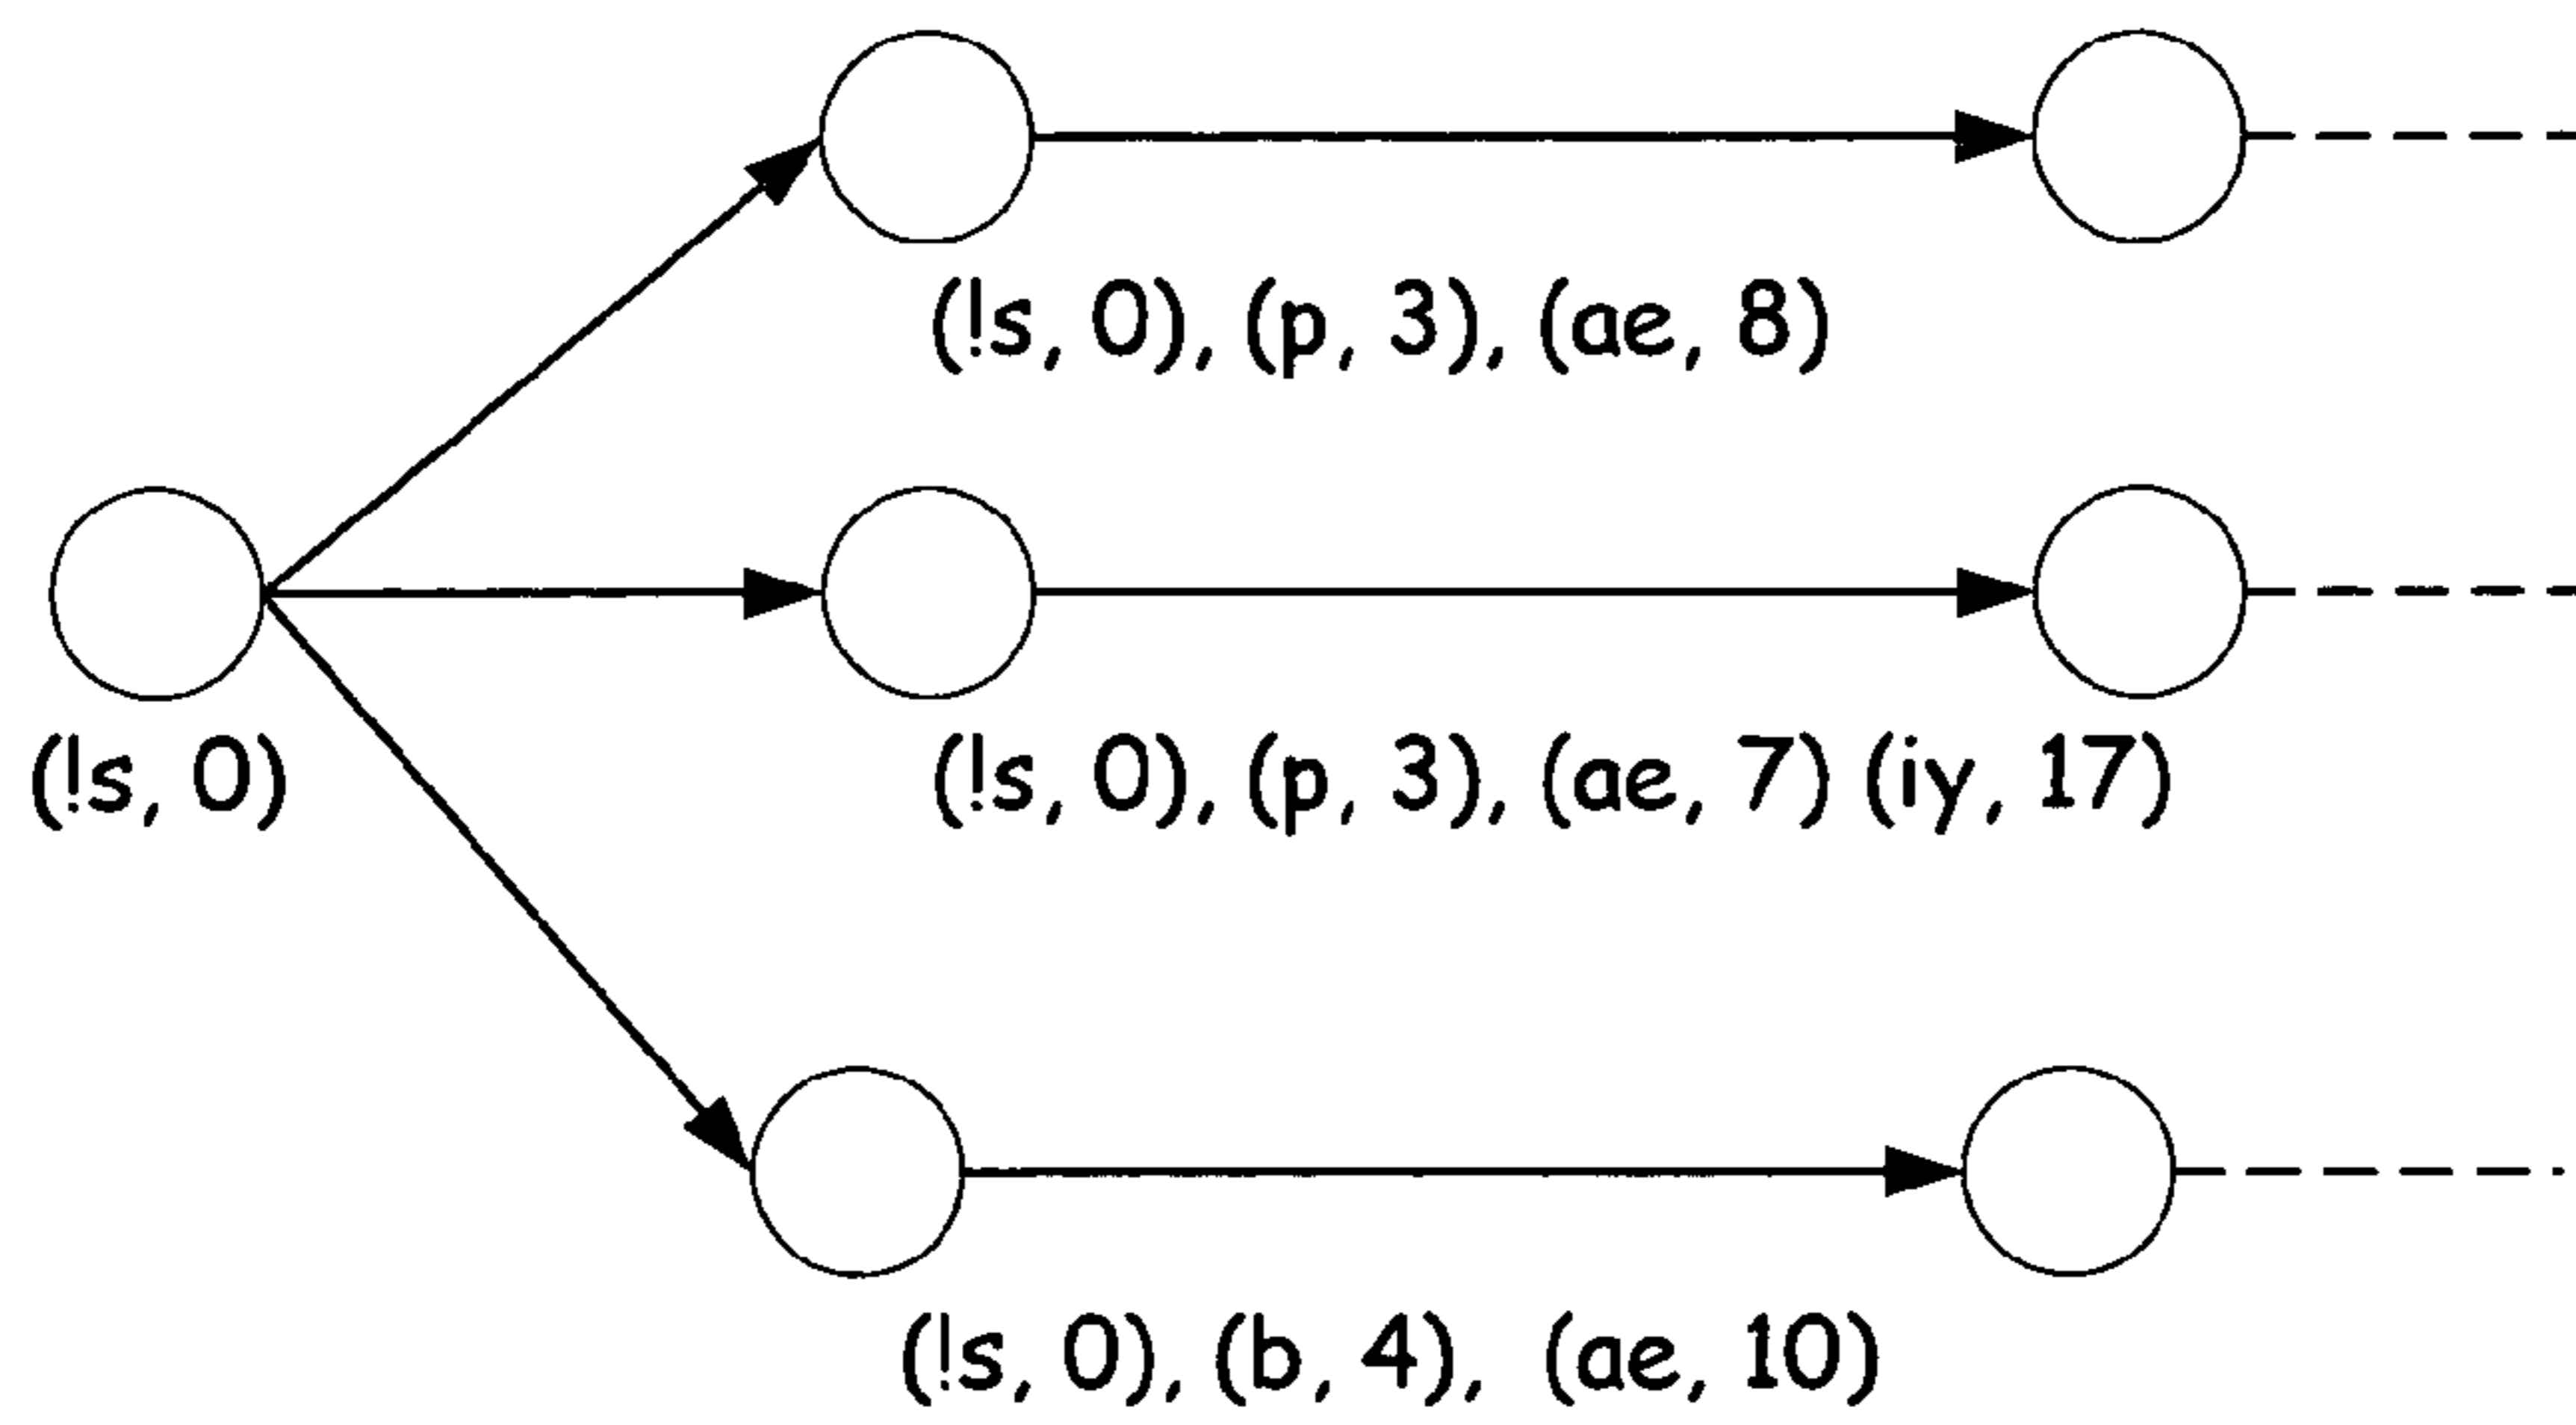 (!s, 0), (p, 3), (ae, 8)
(!s, 0)
(!s, 0), (p, 3), (ae, 7) (iy, 17)
(!s, 0), (b, 4), (ae, 10)